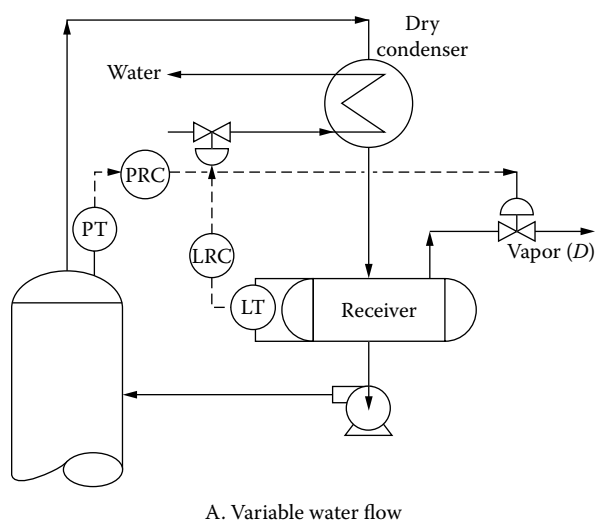 Dry
condenser
Water
PRC
PT
LRC
Vapor (D)
LT
Receiver
A. Variable water flow